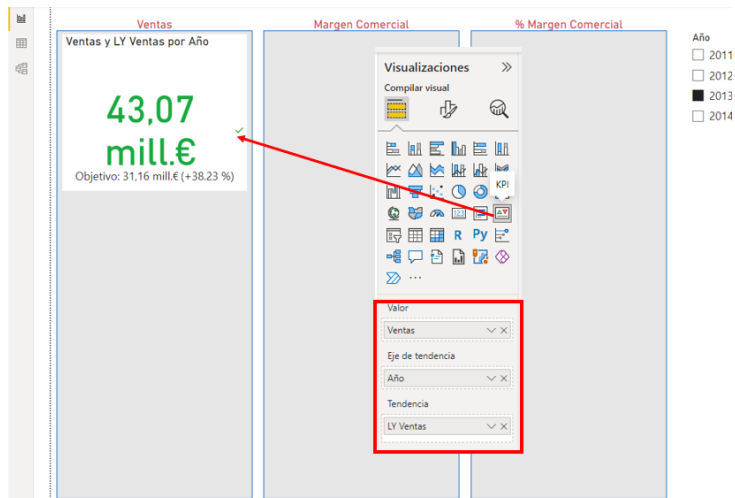 Ventas
Margen Comercial
% Margen Comercial
Ventas y LY Ventas por Año
43,07
mill.€
Objetivo: 31,16 mill.€ (+38.23 %)
Visualizaciones
Compilar visual
KPI
R
Py
Valor
Ventas
Eje de tendencia
Año
Tendencia
LY Ventas
Año
2011
2012
2013
2014